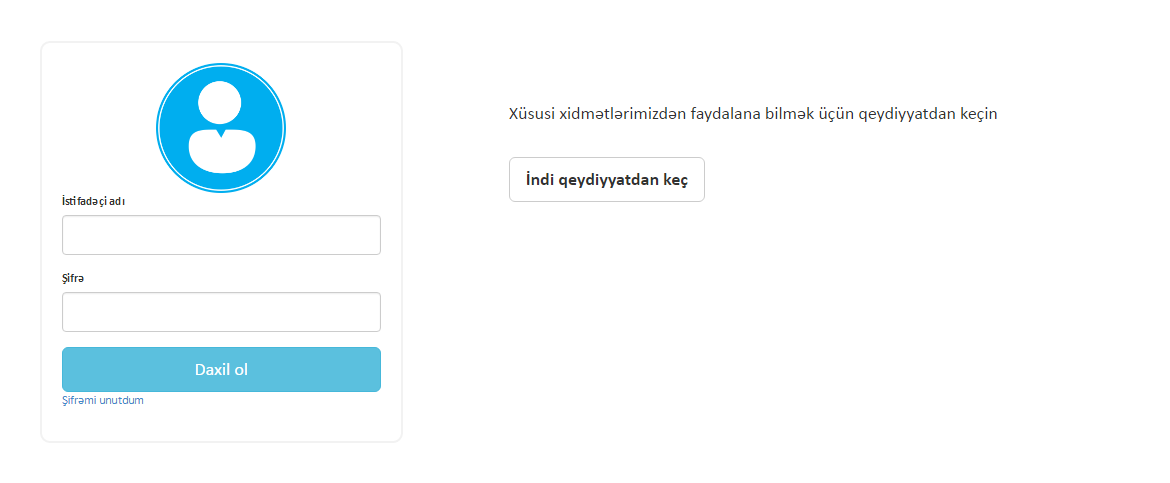 İstifadəçi adı
Şifrə
Daxil ol
Şifrəmi unutdum
Xüsusi xidmətlərimizdən faydalana bilmək üçün qeydiyyatdan keçin
İndi qeydiyyatdan keç